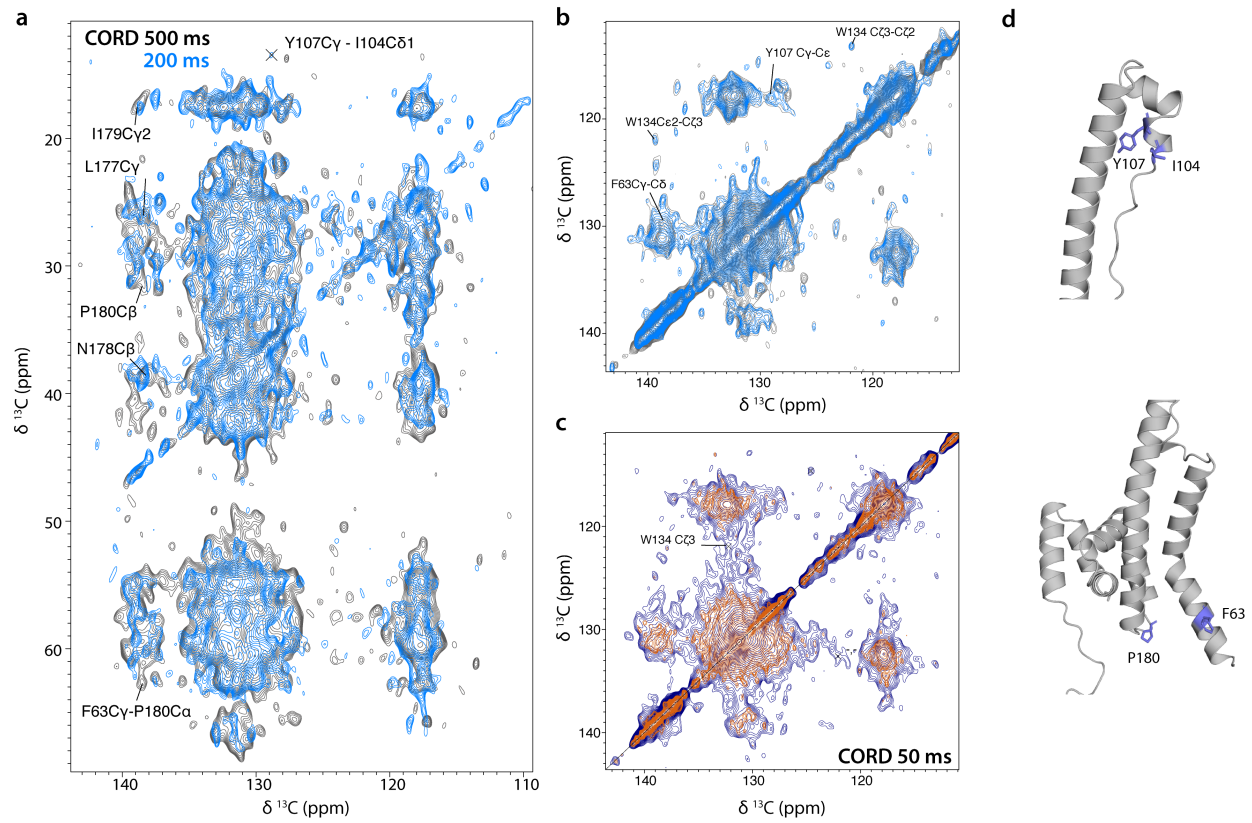 a
CORD 500 ms
200 ms
Y107Cγ - I104Cδ1
I179Cγ2
L177Cγ
P180Cβ
N178Cβ
F63Cγ-P180Cα
20
30
40
50
60
δ ¹³C (ppm)
140
130
120
110
δ ¹³C (ppm)
b
W134 Cζ3-Cζ2
Y107 Cγ-Cε
W134Cε2-Cζ3
F63Cγ-Cδ
120
130
140
δ ¹³C (ppm)
140
130
120
δ ¹³C (ppm)
c
W134 Cζ3
CORD 50 ms
120
130
140
δ ¹³C (ppm)
140
130
120
δ ¹³C (ppm)
d
Y107
I104
F63
P180